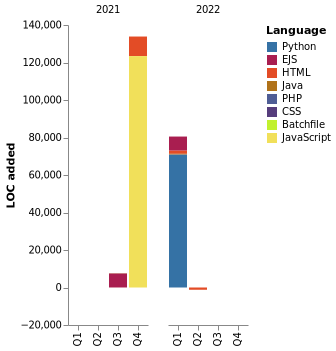 2021 2022
LOC added
140,000
120,000
100,000
80,000
60,000
40,000
20,000
0
−20,000
Q1 Q2 Q3 Q4 Q1 Q2 Q3 Q4
Language
Python
EJS
HTML
Java
PHP
CSS
Batchfile
JavaScript